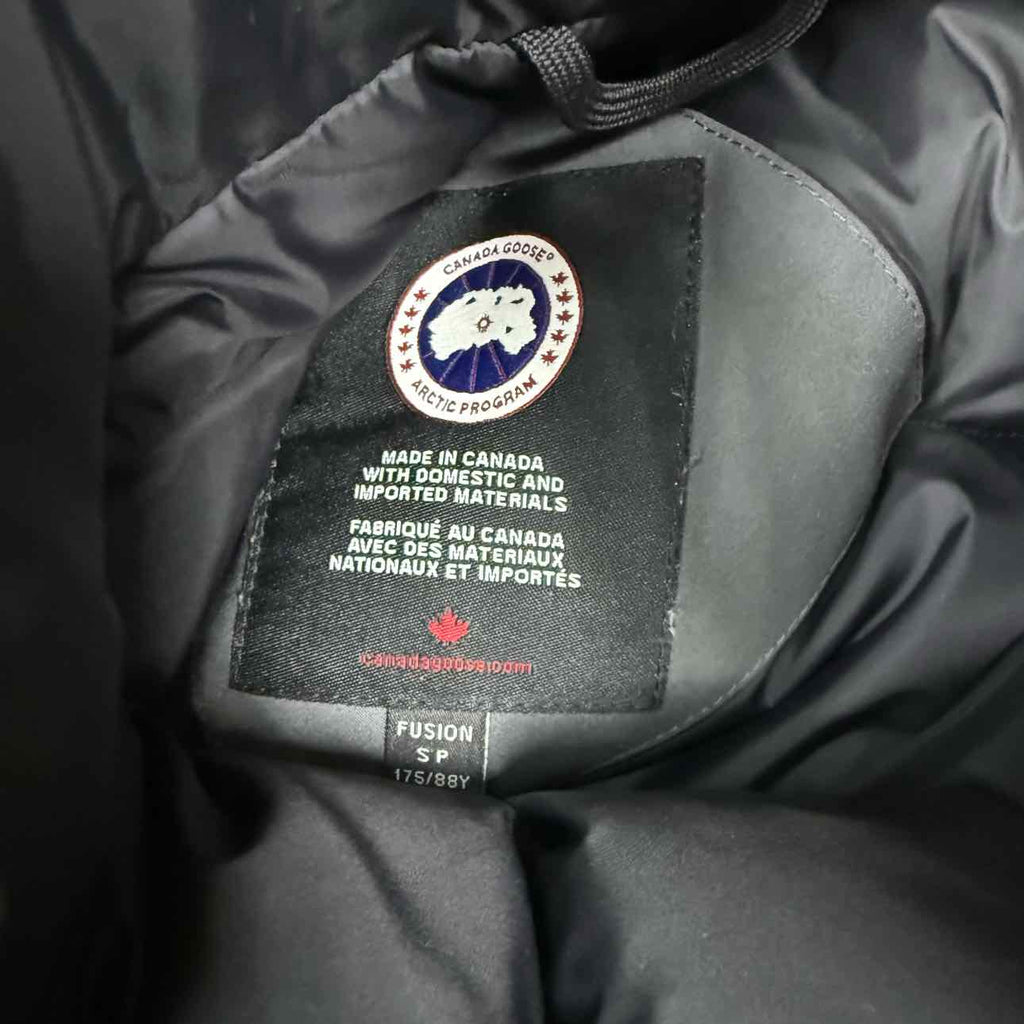 CANADA GOOSE®
ARCTIC PROGRAM
MADE IN CANADA
WITH DOMESTIC AND
IMPORTED MATERIALS
FABRIQUÉ AU CANADA
AVEC DES MATERIAUX
NATIONAUX ET IMPORTÉS
canadagoose.com
FUSION
S P
175/88Y